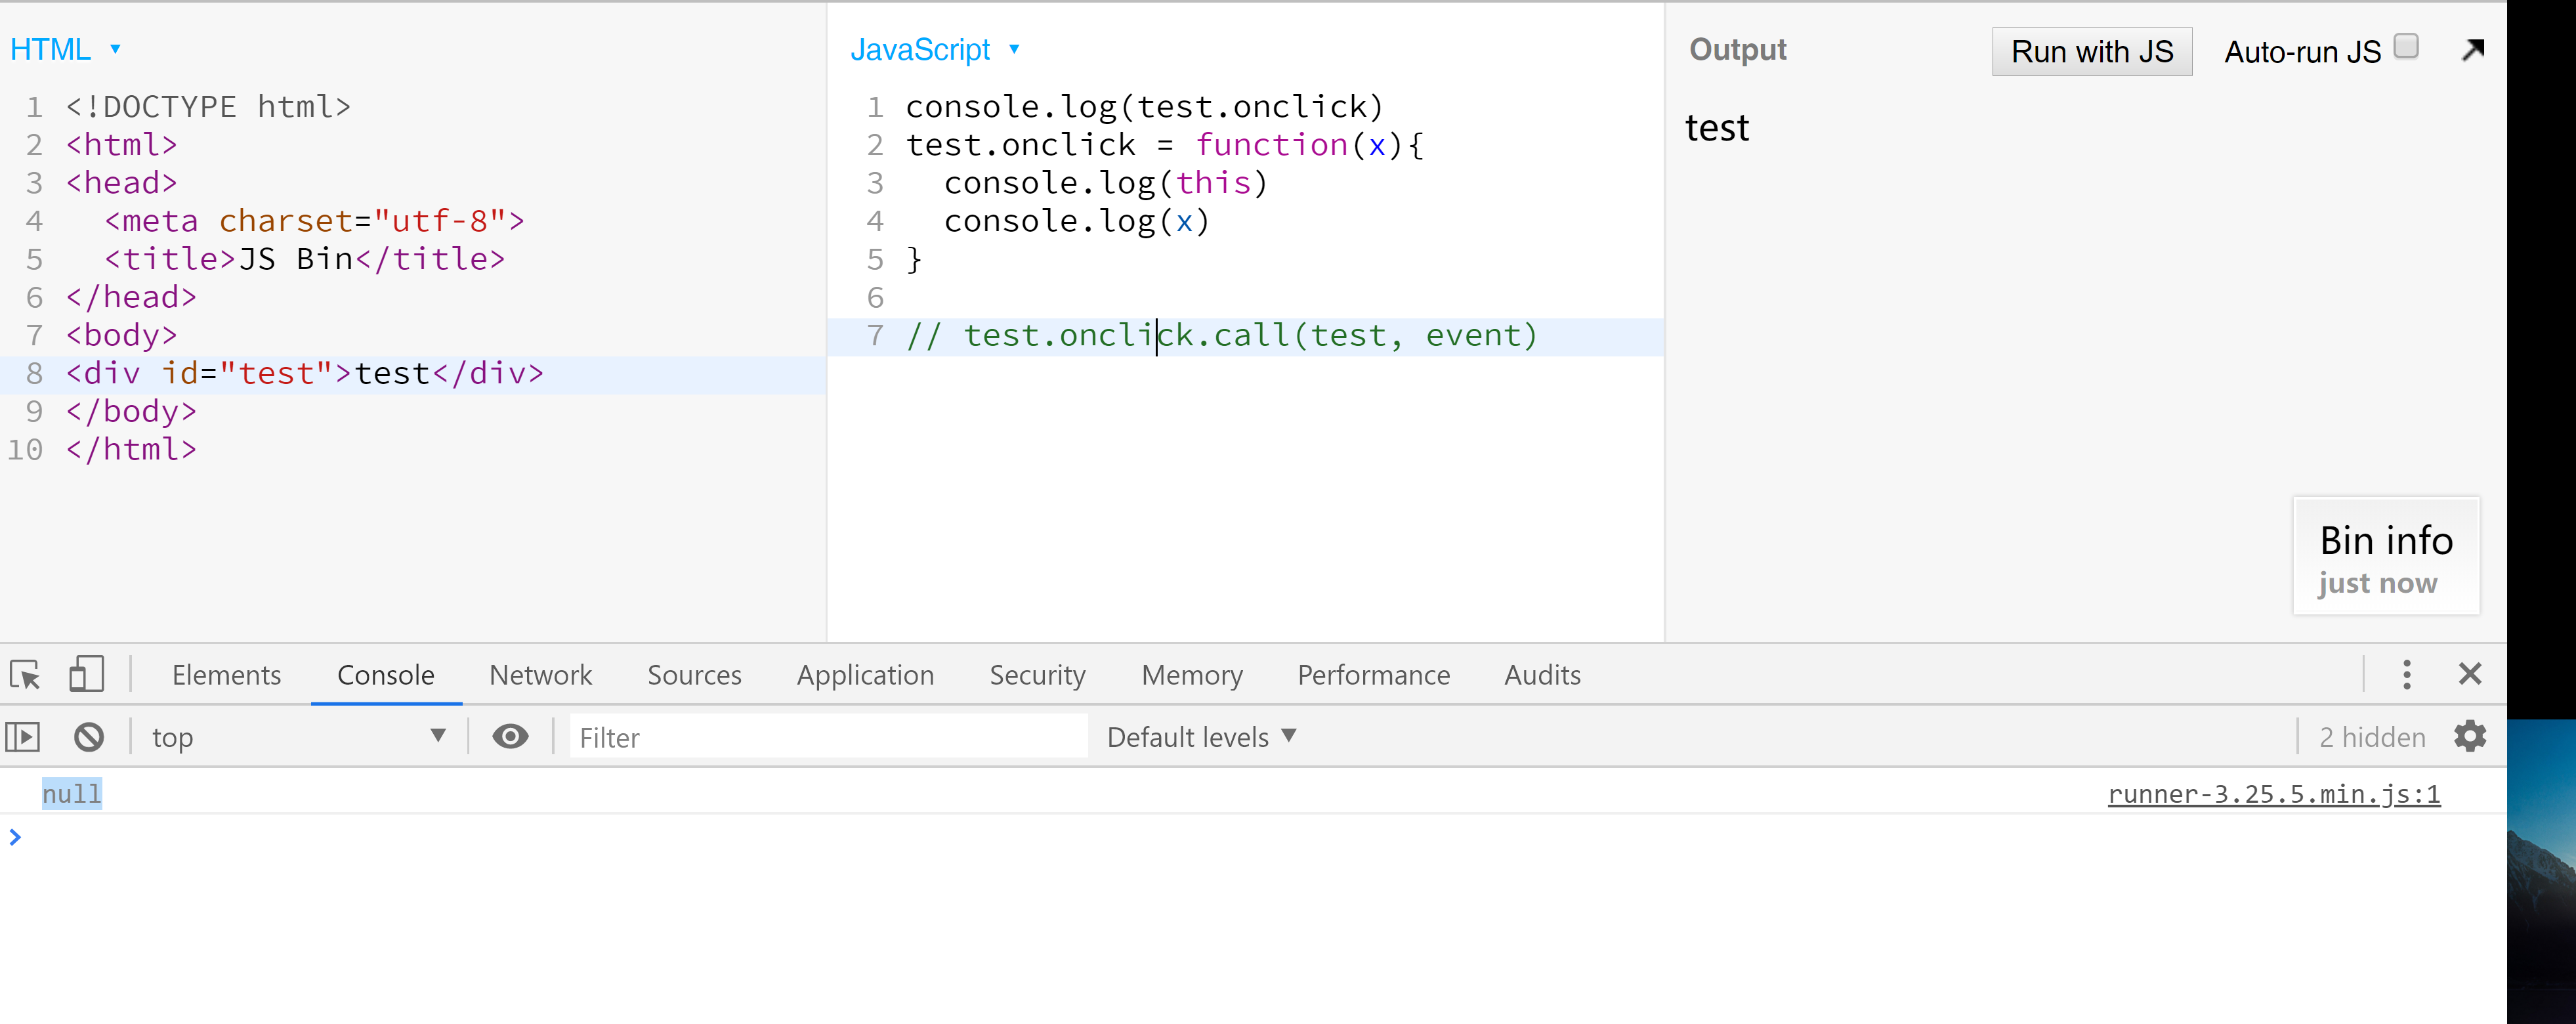 HTML ▼
1 <!DOCTYPE html>
2 <html>
3 <head>
4   <meta charset="utf-8">
5   <title>JS Bin</title>
6 </head>
7 <body>
8 <div id="test">test</div>
9 </body>
10 </html>
JavaScript ▼
1 console.log(test.onclick)
2 test.onclick = function(x){
3   console.log(this)
4   console.log(x)
5 }
6
7 // test.onclick.call(test, event)
Output Run with JS Auto-run JS
test
Bin info
just now
Elements Console Network Sources Application Security Memory Performance Audits
top ▼ Filter Default levels ▼ 2 hidden
null runner-3.25.5.min.js:1
>